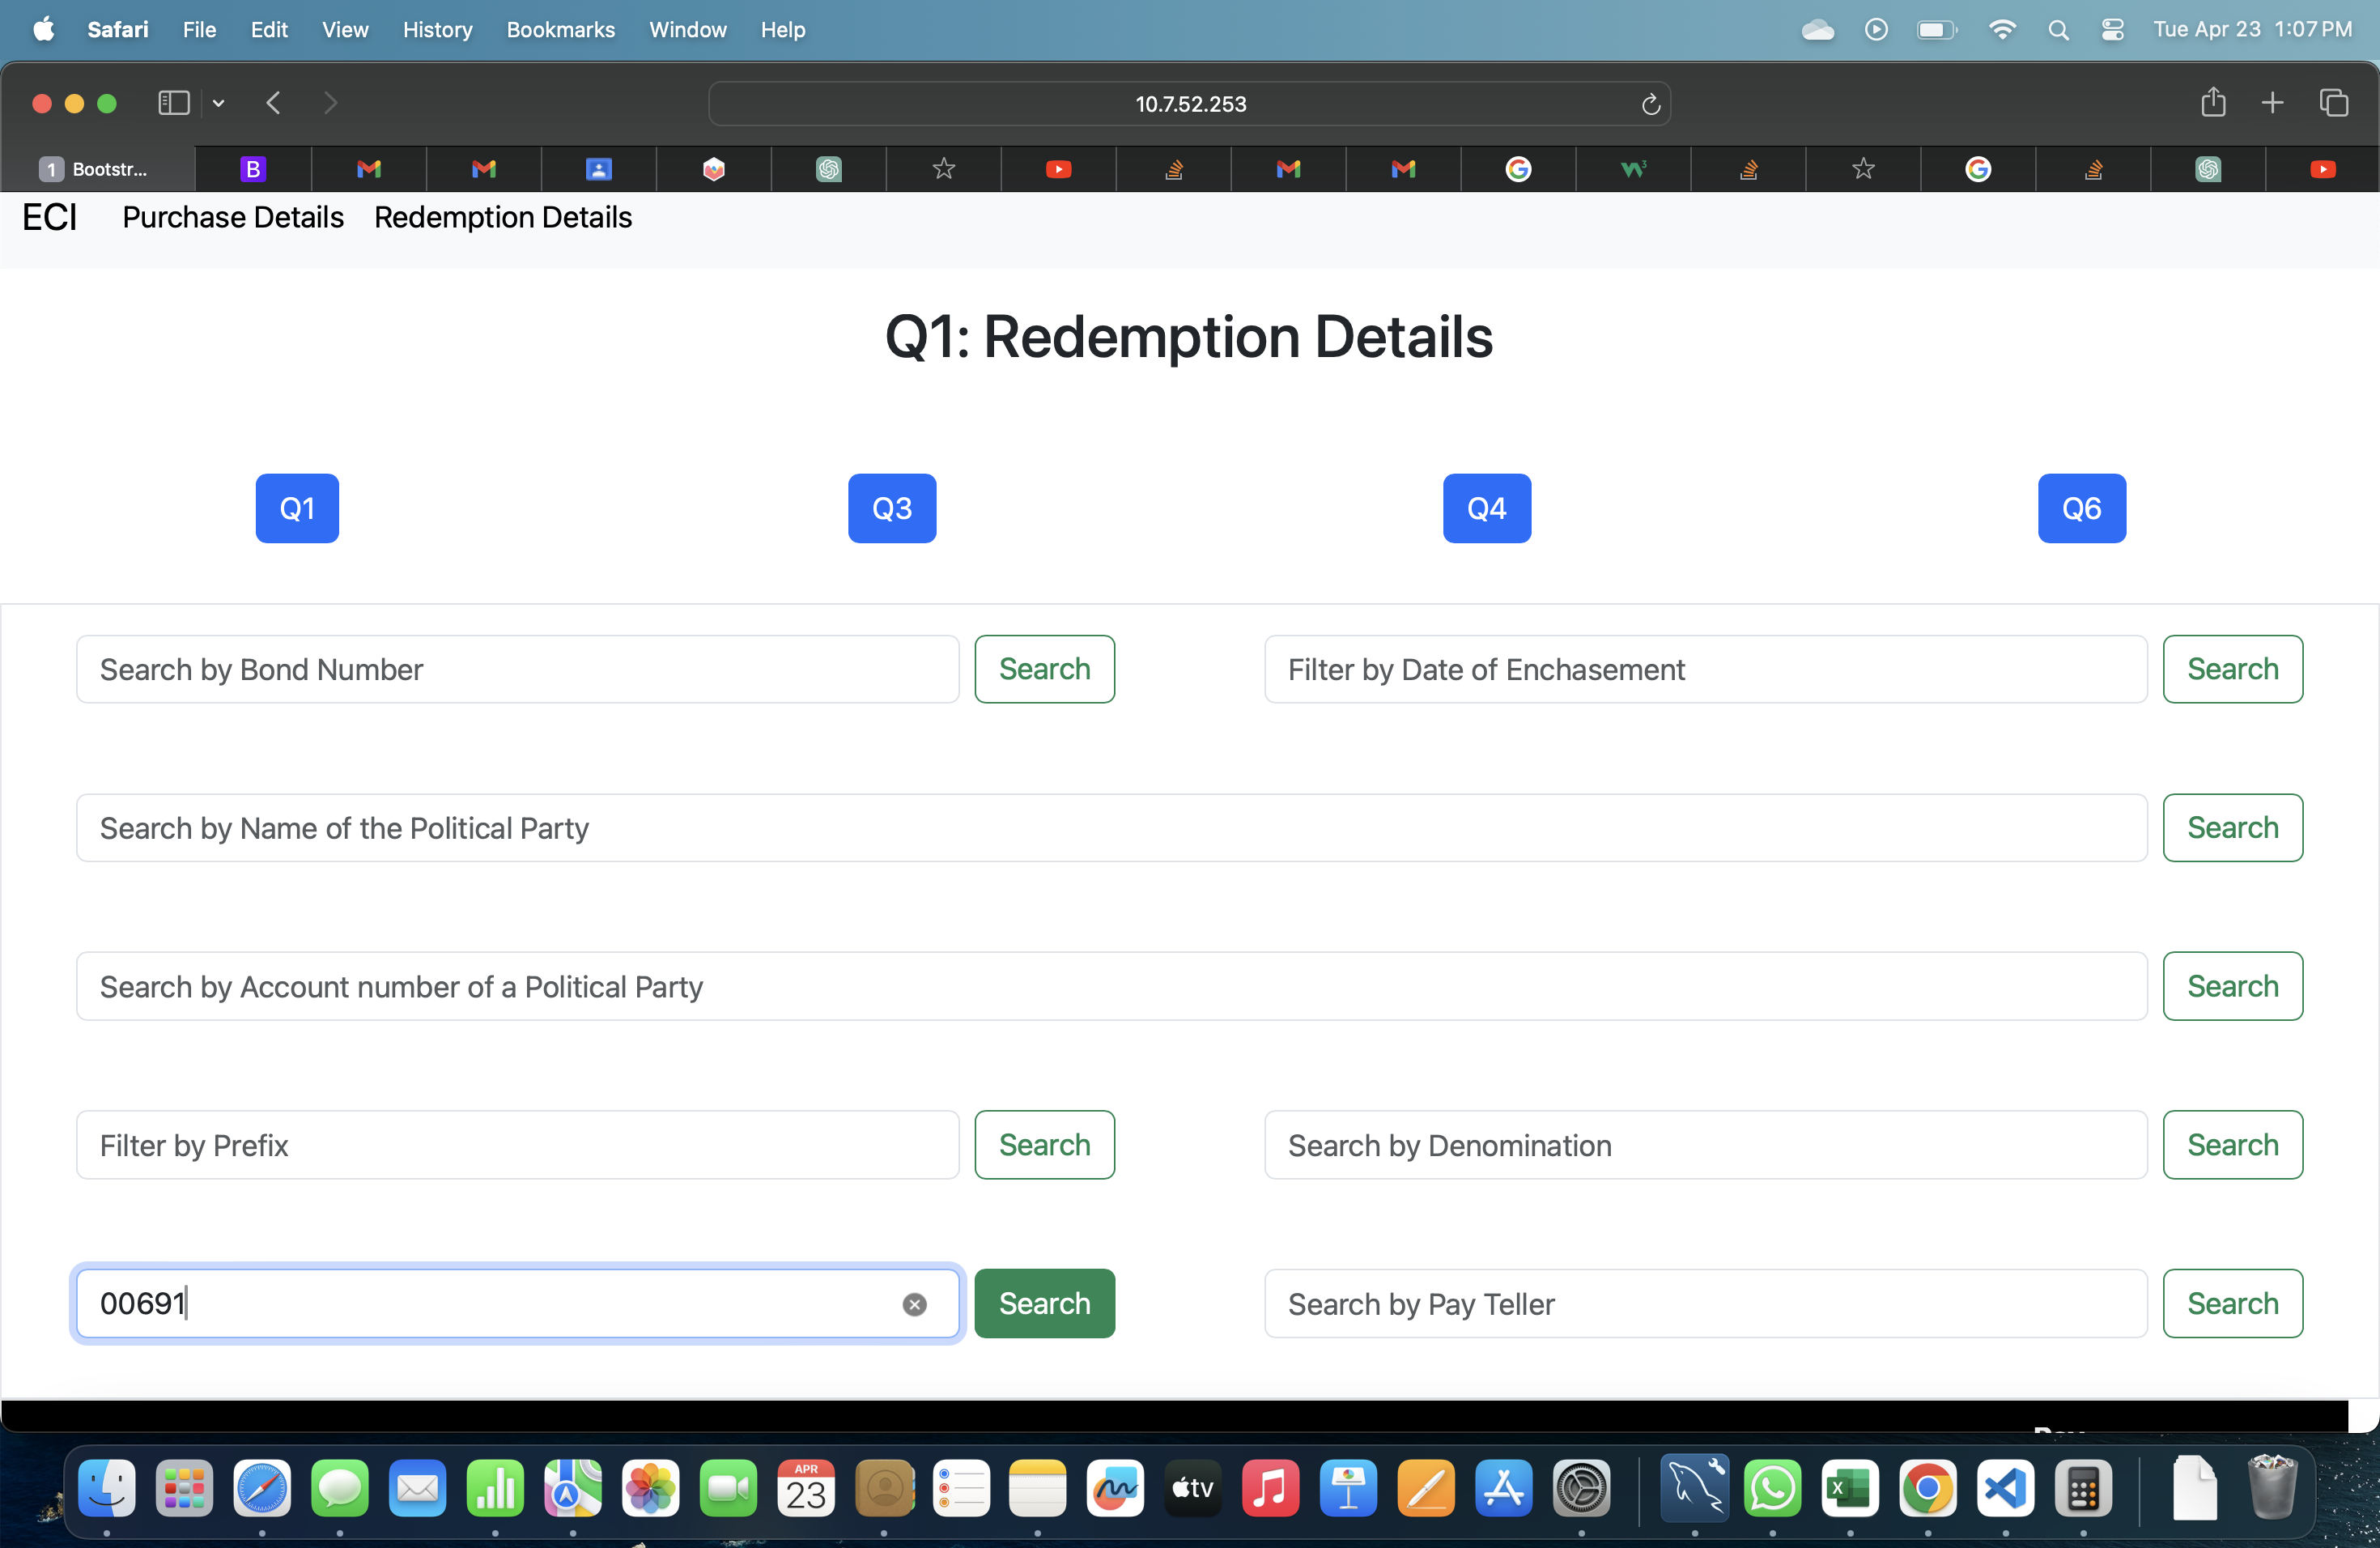 Safari File Edit View History Bookmarks Window Help Tue Apr 23 1:07 PM
10.7.52.253
1 Bootstr...
ECI Purchase Details Redemption Details
Q1: Redemption Details
Q1 Q3 Q4 Q6
Search by Bond Number Search Filter by Date of Enchasement Search
Search by Name of the Political Party Search
Search by Account number of a Political Party Search
Filter by Prefix Search Search by Denomination Search
00691 Search Search by Pay Teller Search
APR
23
tv